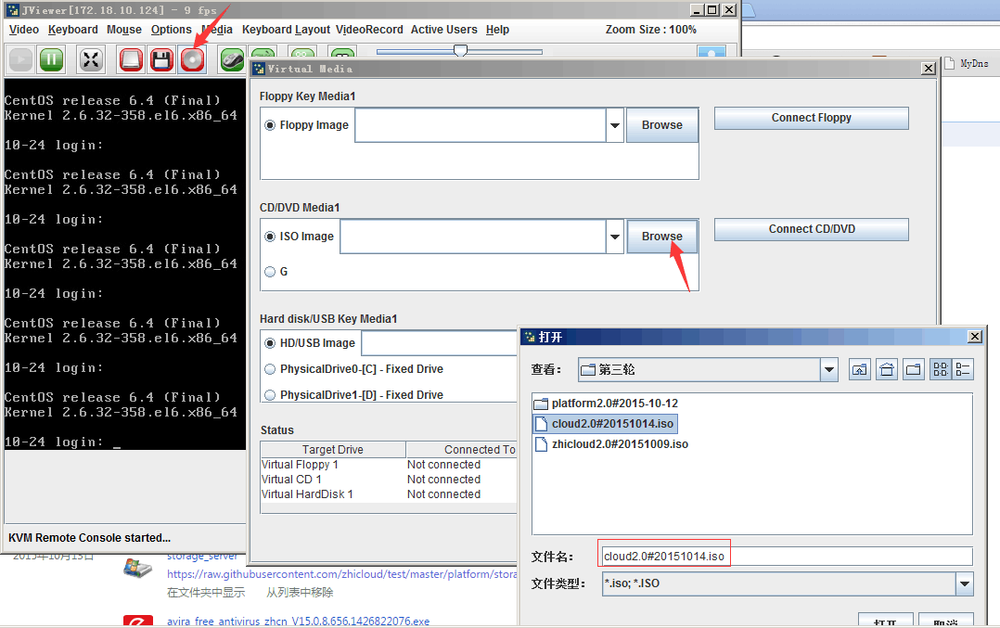 JViewer[172.18.10.124] - 9 fps
Video Keyboard Mouse Options Media Keyboard Layout VideoRecord Active Users Help Zoom Size : 100%
MyDns
CentOS release 6.4 (Final)
Kernel 2.6.32-358.el6.x86_64
10-24 login:
CentOS release 6.4 (Final)
Kernel 2.6.32-358.el6.x86_64
10-24 login:
CentOS release 6.4 (Final)
Kernel 2.6.32-358.el6.x86_64
10-24 login:
CentOS release 6.4 (Final)
Kernel 2.6.32-358.el6.x86_64
10-24 login:
CentOS release 6.4 (Final)
Kernel 2.6.32-358.el6.x86_64
10-24 login: _
KVM Remote Console started...
Virtual Media
Floppy Key Media1
Floppy Image Browse Connect Floppy
CD/DVD Media1
ISO Image Browse Connect CD/DVD
G
Hard disk/USB Key Media1
HD/USB Image
PhysicalDrive0-[C] - Fixed Drive
PhysicalDrive1-[D] - Fixed Drive
Status
Target Drive Connected To
Virtual Floppy 1 Not connected
Virtual CD 1 Not connected
Virtual HardDisk 1 Not connected
打开
查看： 第三轮
platform2.0#2015-10-12
cloud2.0#20151014.iso
zhicloud2.0#20151009.iso
文件名： cloud2.0#20151014.iso
文件类型： *.iso; *.ISO
打开 取消
2015年10月13日 storage_server
https://raw.githubusercontent.com/zhicloud/test/master/platform/stora
在文件夹中显示 从列表中移除
avira_free_antivirus_zhcn_V15.0.8.656.1426822076.exe